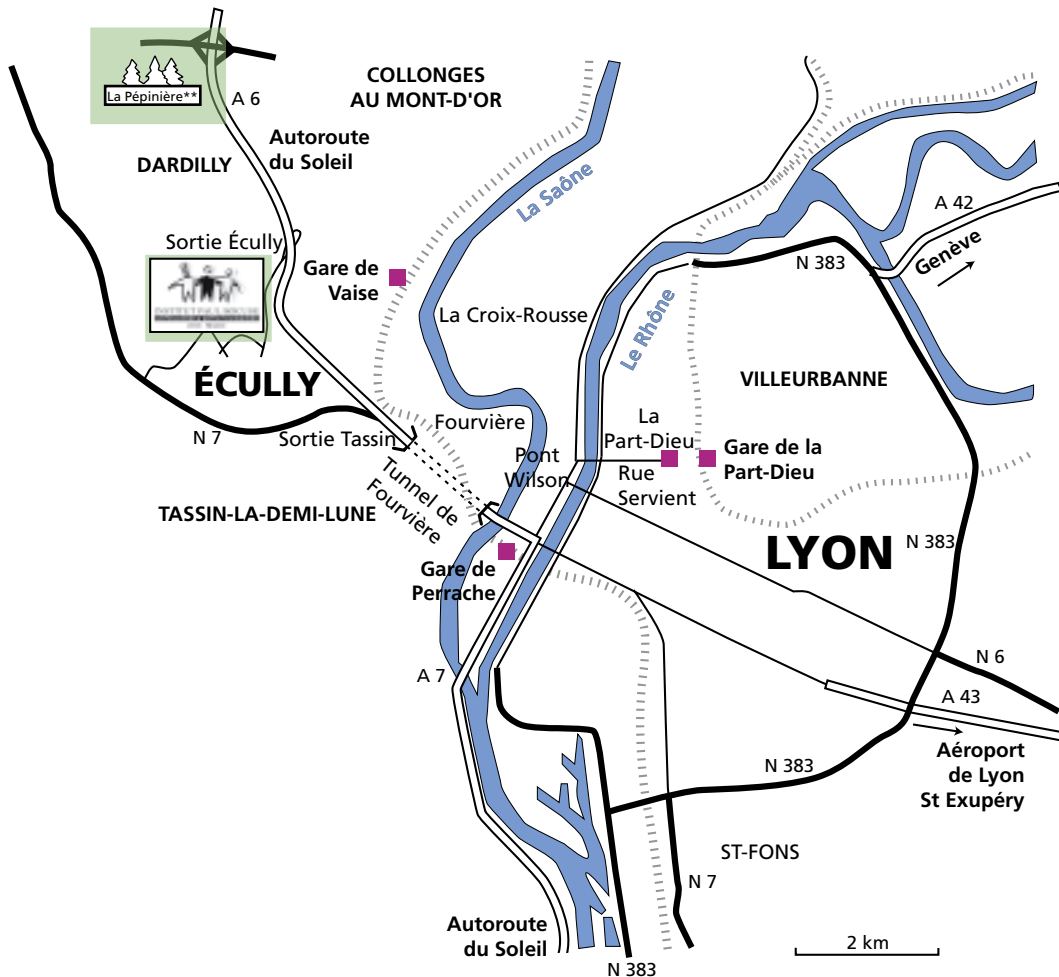 COLLONGES
AU MONT-D'OR
La Pépinière**
A 6
Autoroute
du Soleil
DARDILLY
La Saône
A 42
Genève
Sortie Écully
Gare de
Vaise
N 383
La Croix-Rousse
Le Rhône
INSTITUT PAUL BOCUSE
ÉCULLY
VILLEURBANNE
N 7
Sortie Tassin
Fourvière
La
Part-Dieu
Gare de la
Part-Dieu
Pont
Wilson
Rue
Servient
Tunnel de
Fourvière
TASSIN-LA-DEMI-LUNE
LYON
N 383
Gare de
Perrache
A 7
N 6
A 43
Aéroport
de Lyon
St Exupéry
N 383
ST-FONS
N 7
Autoroute
du Soleil
2 km
N 383